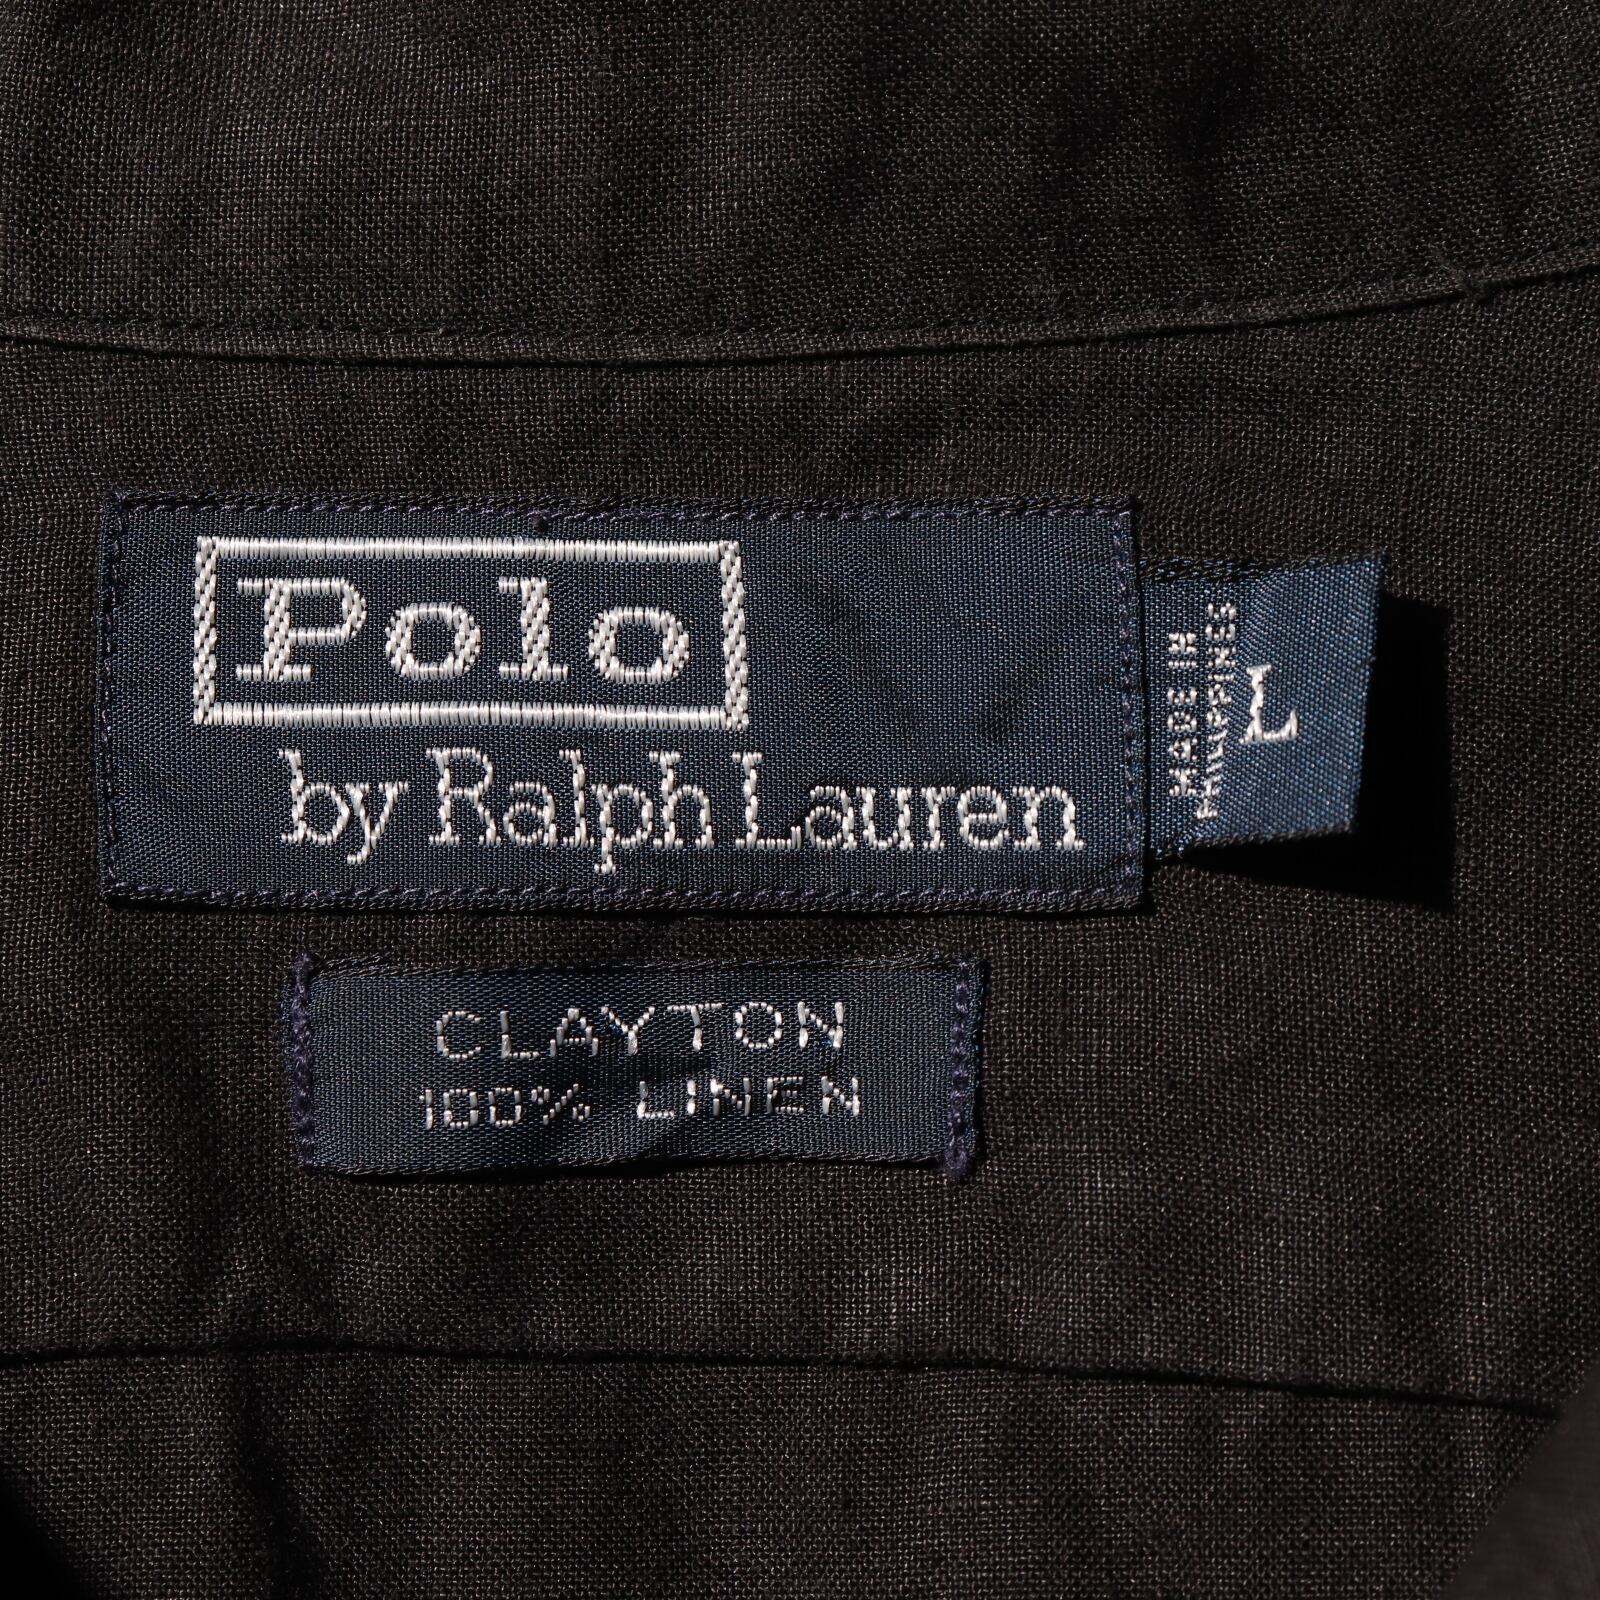 Polo
by Ralph Lauren
MADE IN
PHILIPPINES
L
CLAYTON
100% LINEN